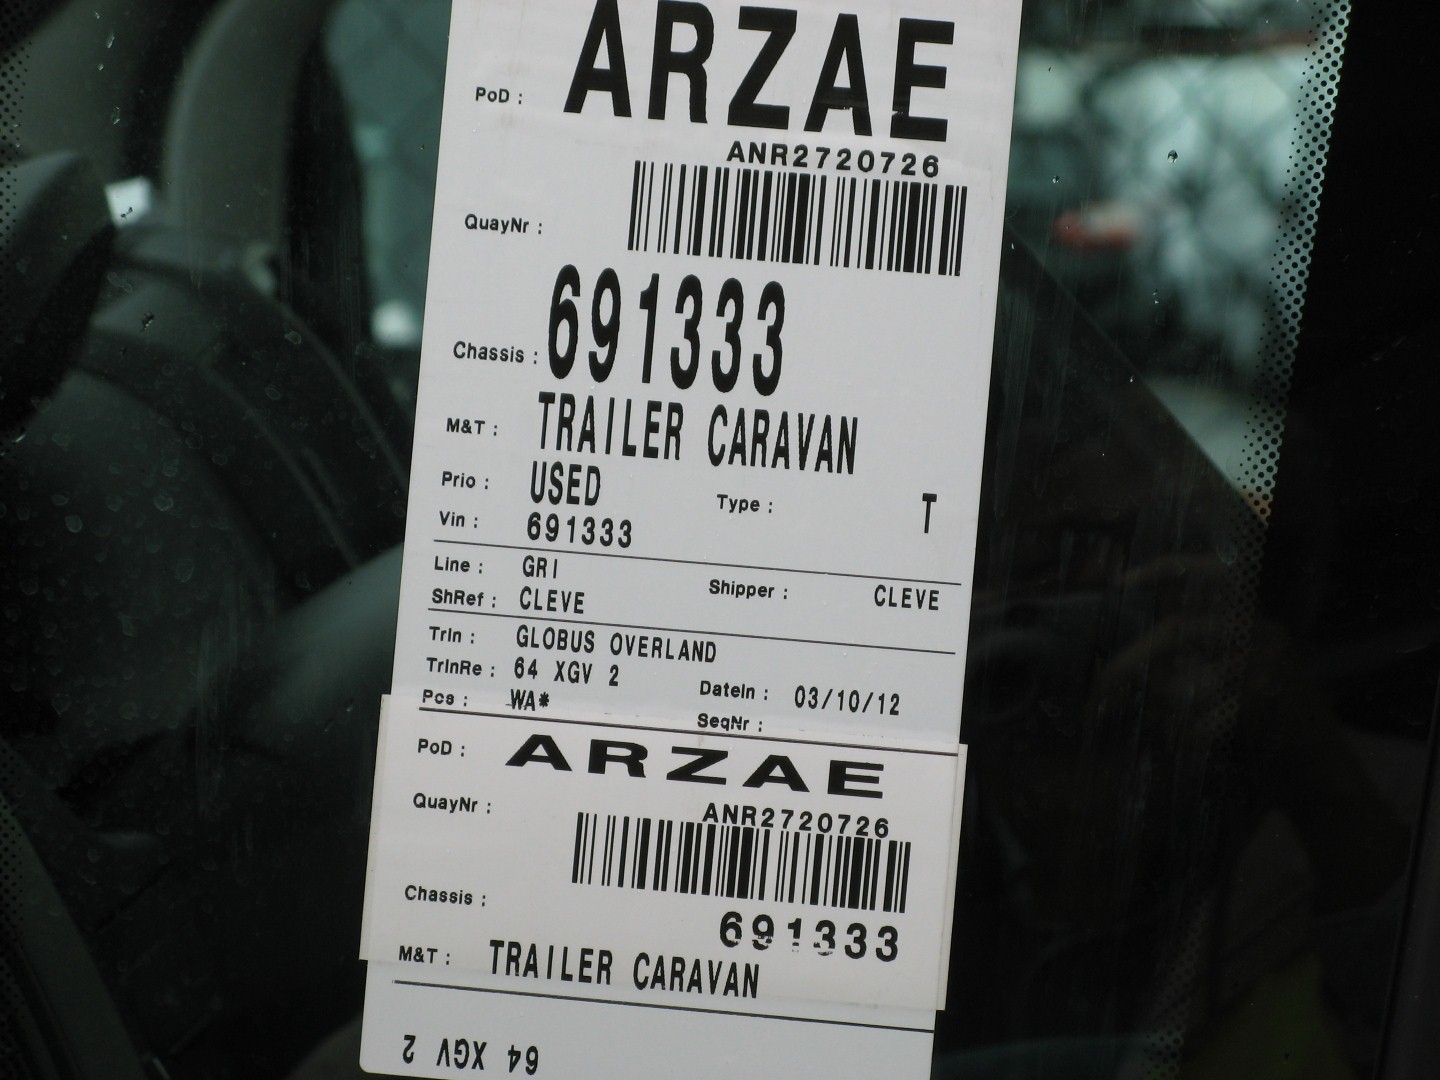 PoD : ARZAE
ANR2720726
QuayNr :
Chassis : 691333
M&T : TRAILER CARAVAN
Prio : USED Type : T
Vin : 691333
Line : GRI Shipper : CLEVE
ShRef : CLEVE
TrIn : GLOBUS OVERLAND
TrInRe : 64 XGV 2 DateIn : 03/10/12
Pcs : WA* SeqNr :
PoD : ARZAE
QuayNr : ANR2720726
Chassis : 691333
M&T : TRAILER CARAVAN
64 XGV 2